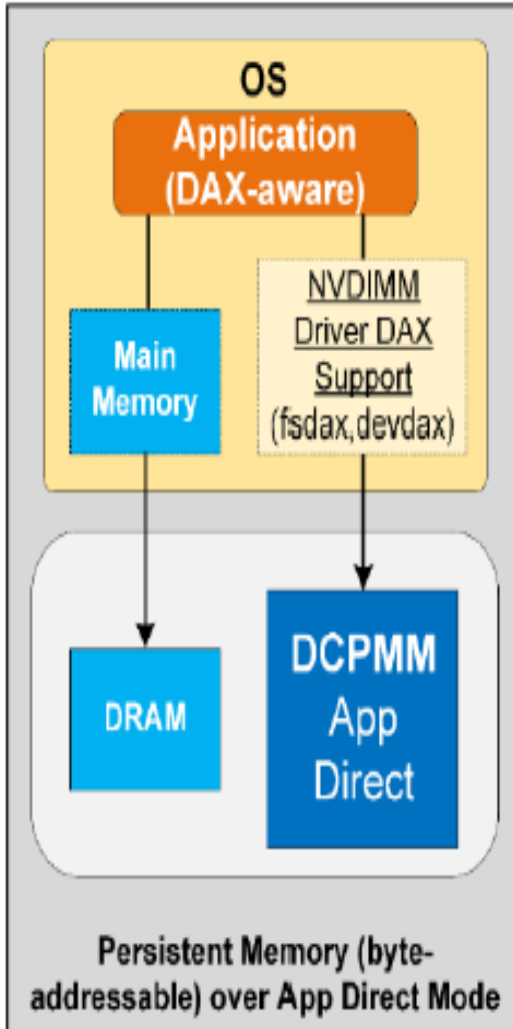 OS
Application
(DAX-aware)
NVDIMM
Driver DAX
Support
(fsdax,devdax)
Main
Memory
DRAM
DCPMM
App
Direct
Persistent Memory (byte-
addressable) over App Direct Mode